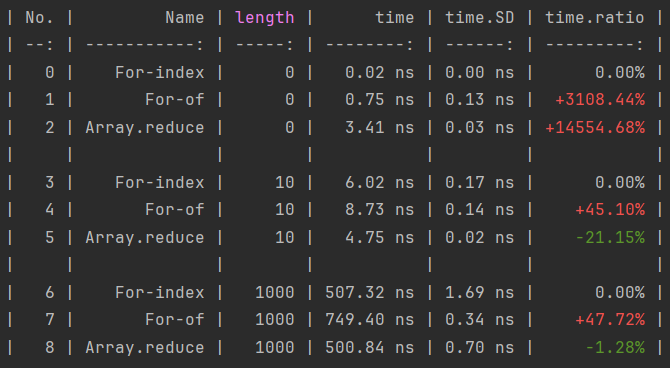 | No. |         Name | length |      time | time.SD | time.ratio |
| --: | -----------: | -----: | --------: | ------: | ---------: |
|   0 |    For-index |      0 |   0.02 ns | 0.00 ns |      0.00% |
|   1 |       For-of |      0 |   0.75 ns | 0.13 ns |  +3108.44% |
|   2 | Array.reduce |      0 |   3.41 ns | 0.03 ns | +14554.68% |
|     |              |        |           |         |            |
|   3 |    For-index |     10 |   6.02 ns | 0.17 ns |      0.00% |
|   4 |       For-of |     10 |   8.73 ns | 0.14 ns |    +45.10% |
|   5 | Array.reduce |     10 |   4.75 ns | 0.02 ns |    -21.15% |
|     |              |        |           |         |            |
|   6 |    For-index |   1000 | 507.32 ns | 1.69 ns |      0.00% |
|   7 |       For-of |   1000 | 749.40 ns | 0.34 ns |    +47.72% |
|   8 | Array.reduce |   1000 | 500.84 ns | 0.70 ns |     -1.28% |